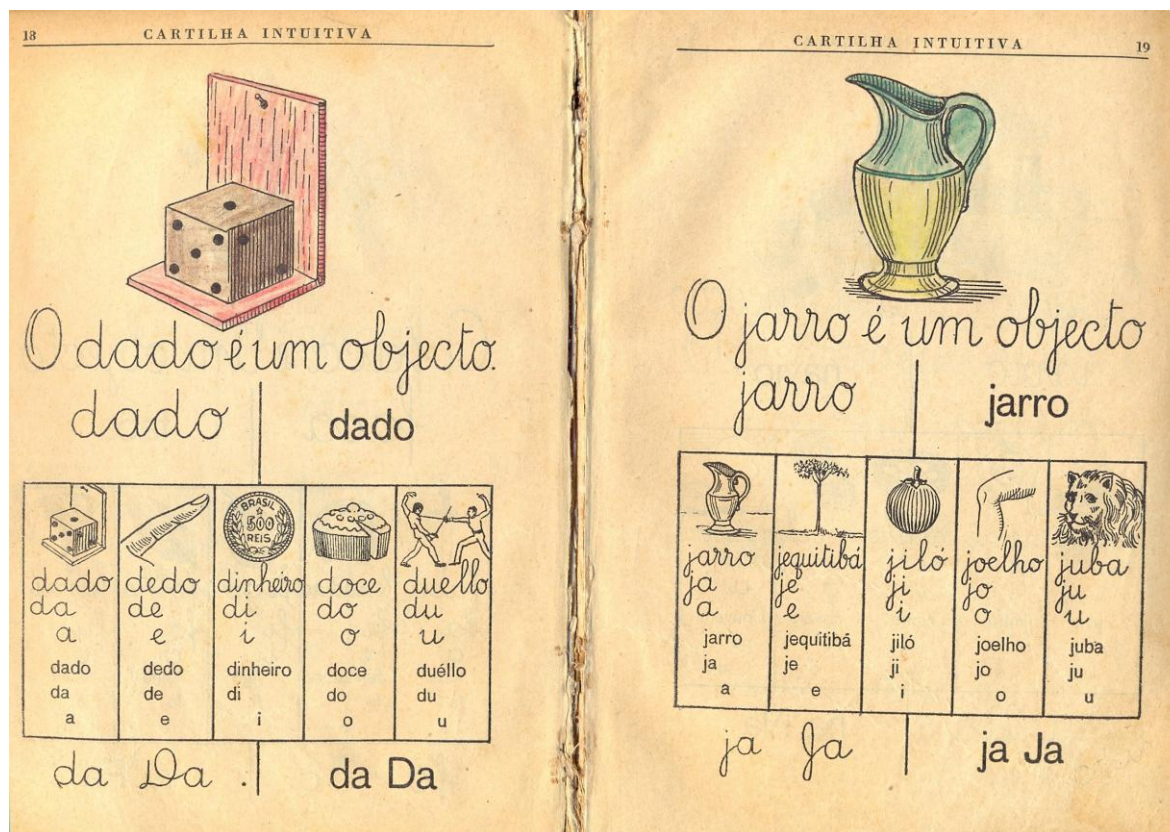 18 CARTILHA INTUITIVA
O dado é um objecto.
dado dado
BRASIL
500
REIS
dado dedo dinheiro doce duello
da de di do du
a e i o u
dado dedo dinheiro doce duéllo
da de di do du
a e i o u
da Da . da Da
CARTILHA INTUITIVA 19
O jarro é um objecto
jarro jarro
jarro jequitibá jiló joelho juba
ja je ji jo ju
a e i o u
jarro jequitibá jiló joelho juba
ja je ji jo ju
a e i o u
ja Ja ja Ja